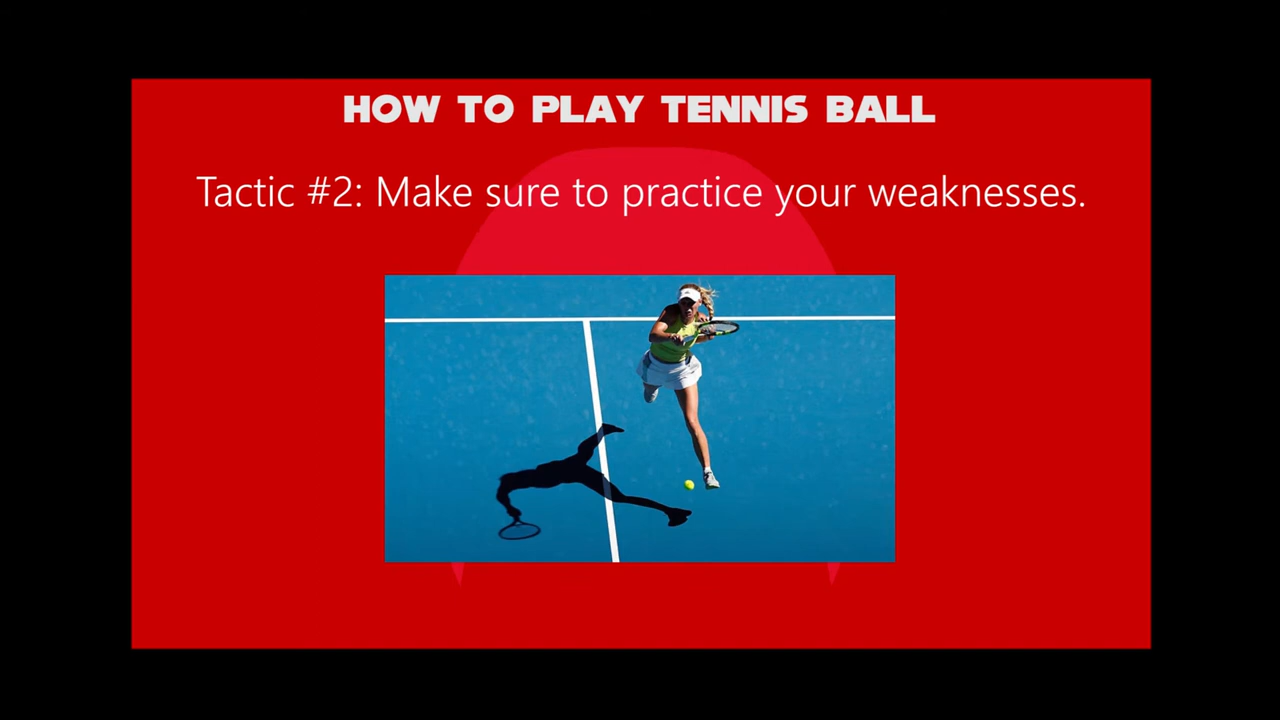 HOW TO PLAY TENNIS BALL
Tactic #2: Make sure to practice your weaknesses.